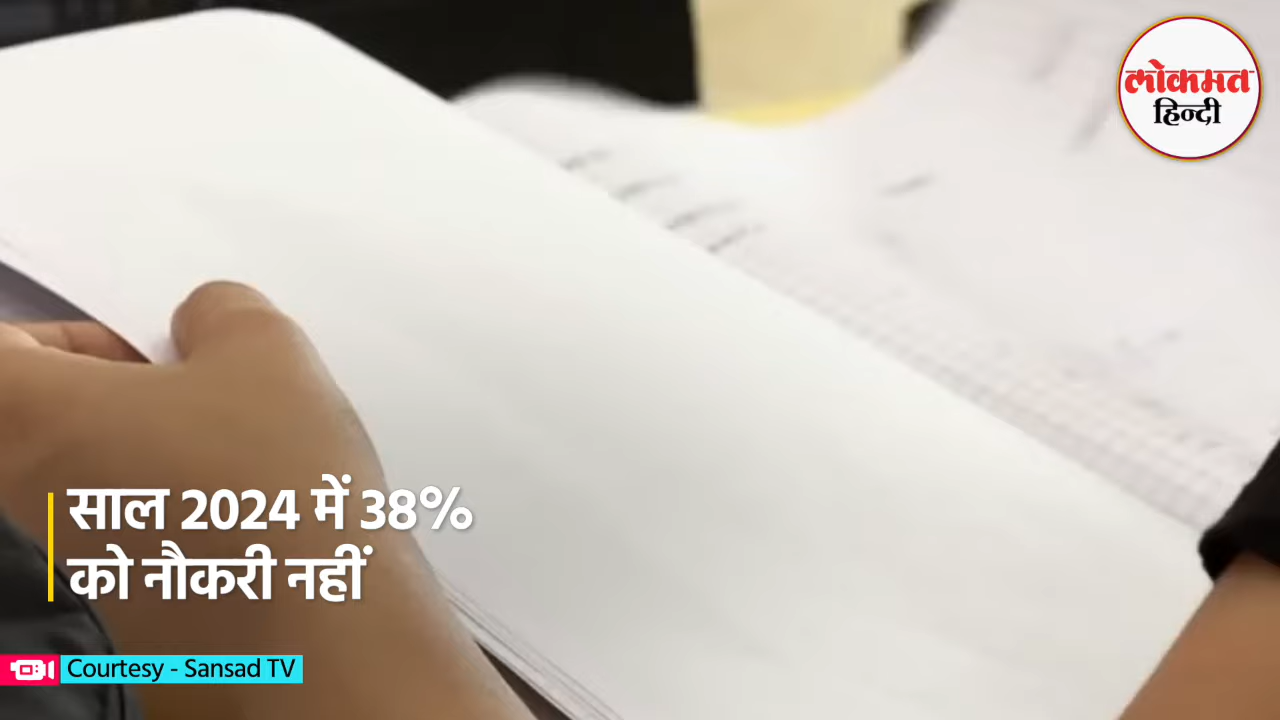 लोकमत
हिन्दी
साल 2024 में 38%
को नौकरी नहीं
Courtesy - Sansad TV